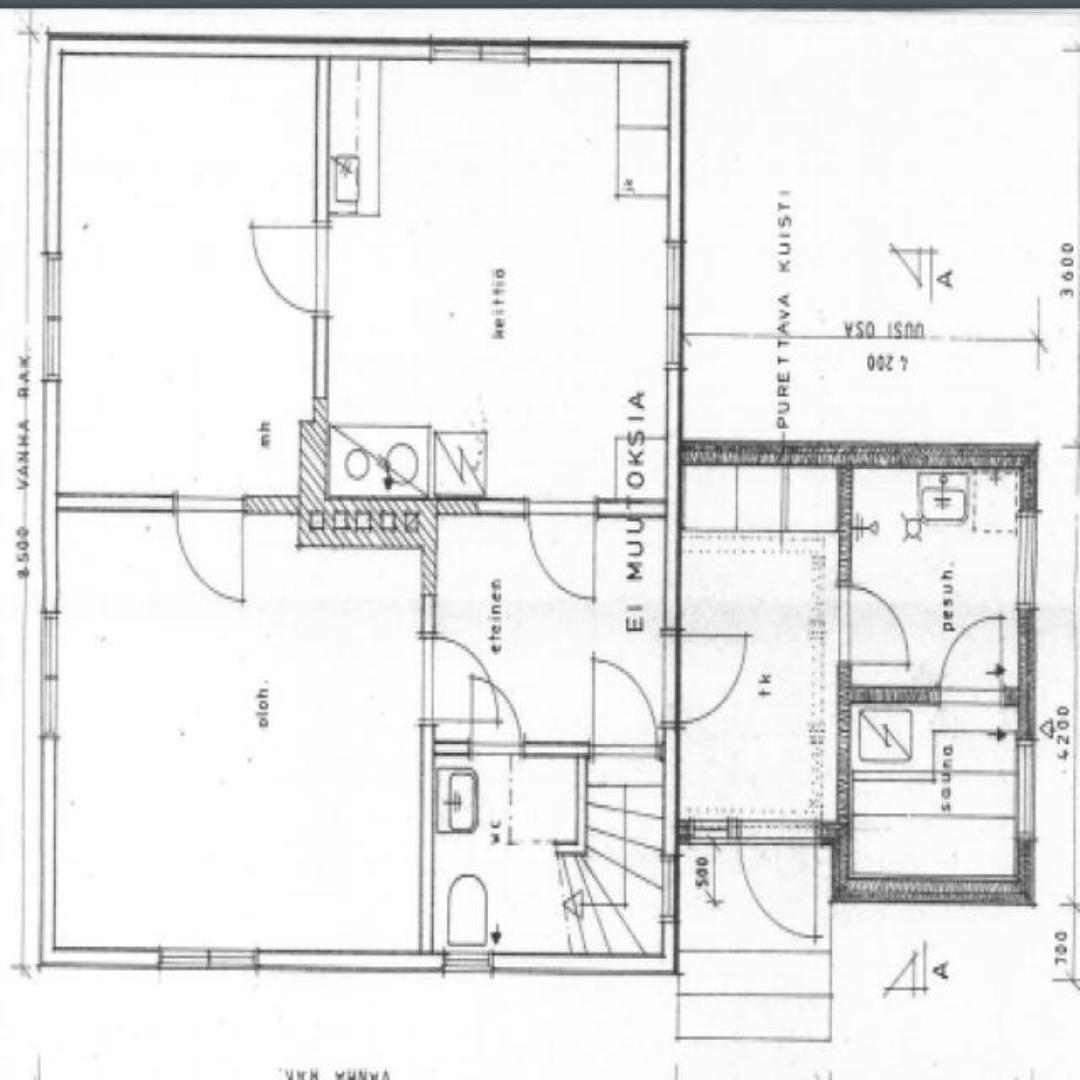 8500 VANHA RAK.
mh
oloh.
keittiö
eteinen
wc
jk
EI MUUTOKSIA
PURETTAVA KUISTI
UUSI OSA
4 200
tk
500
pesuh.
sauna
A
A
3600
4200
700
VANHA RAK.